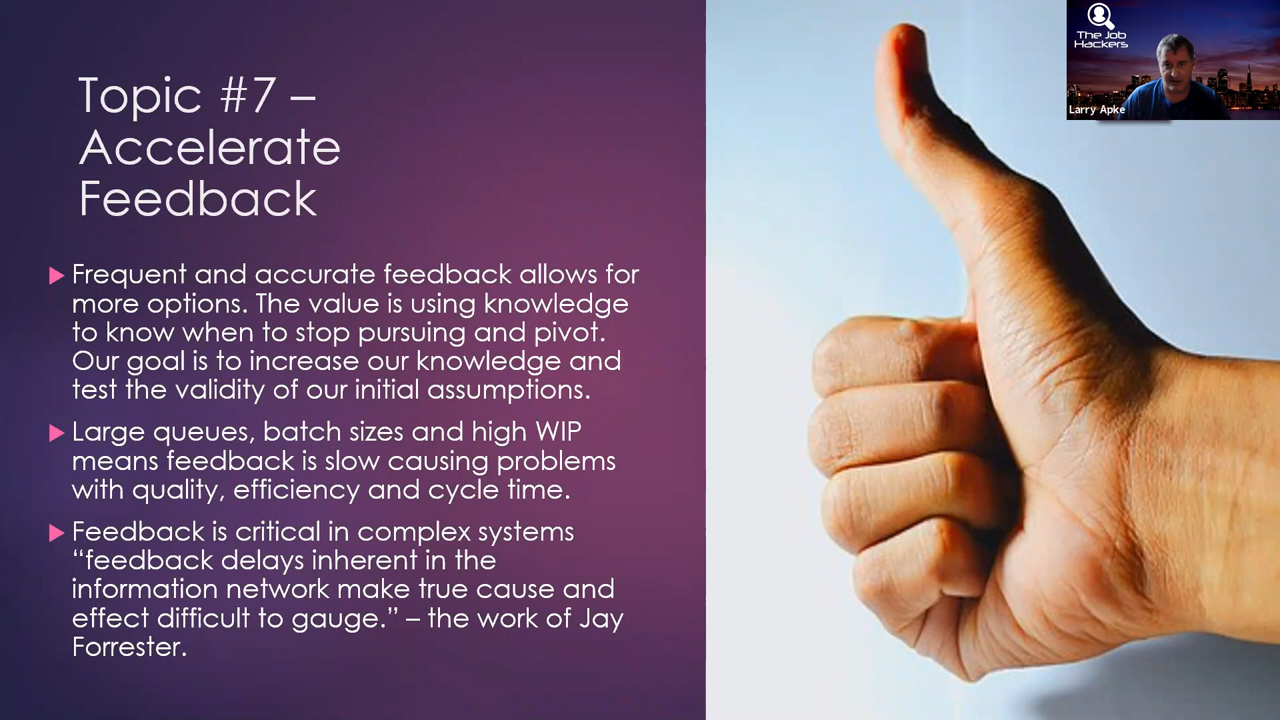 Topic #7 –
Accelerate
Feedback
Frequent and accurate feedback allows for
more options. The value is using knowledge
to know when to stop pursuing and pivot.
Our goal is to increase our knowledge and
test the validity of our initial assumptions.
Large queues, batch sizes and high WIP
means feedback is slow causing problems
with quality, efficiency and cycle time.
Feedback is critical in complex systems
“feedback delays inherent in the
information network make true cause and
effect difficult to gauge.” – the work of Jay
Forrester.
The Job
Hackers
Larry Apke